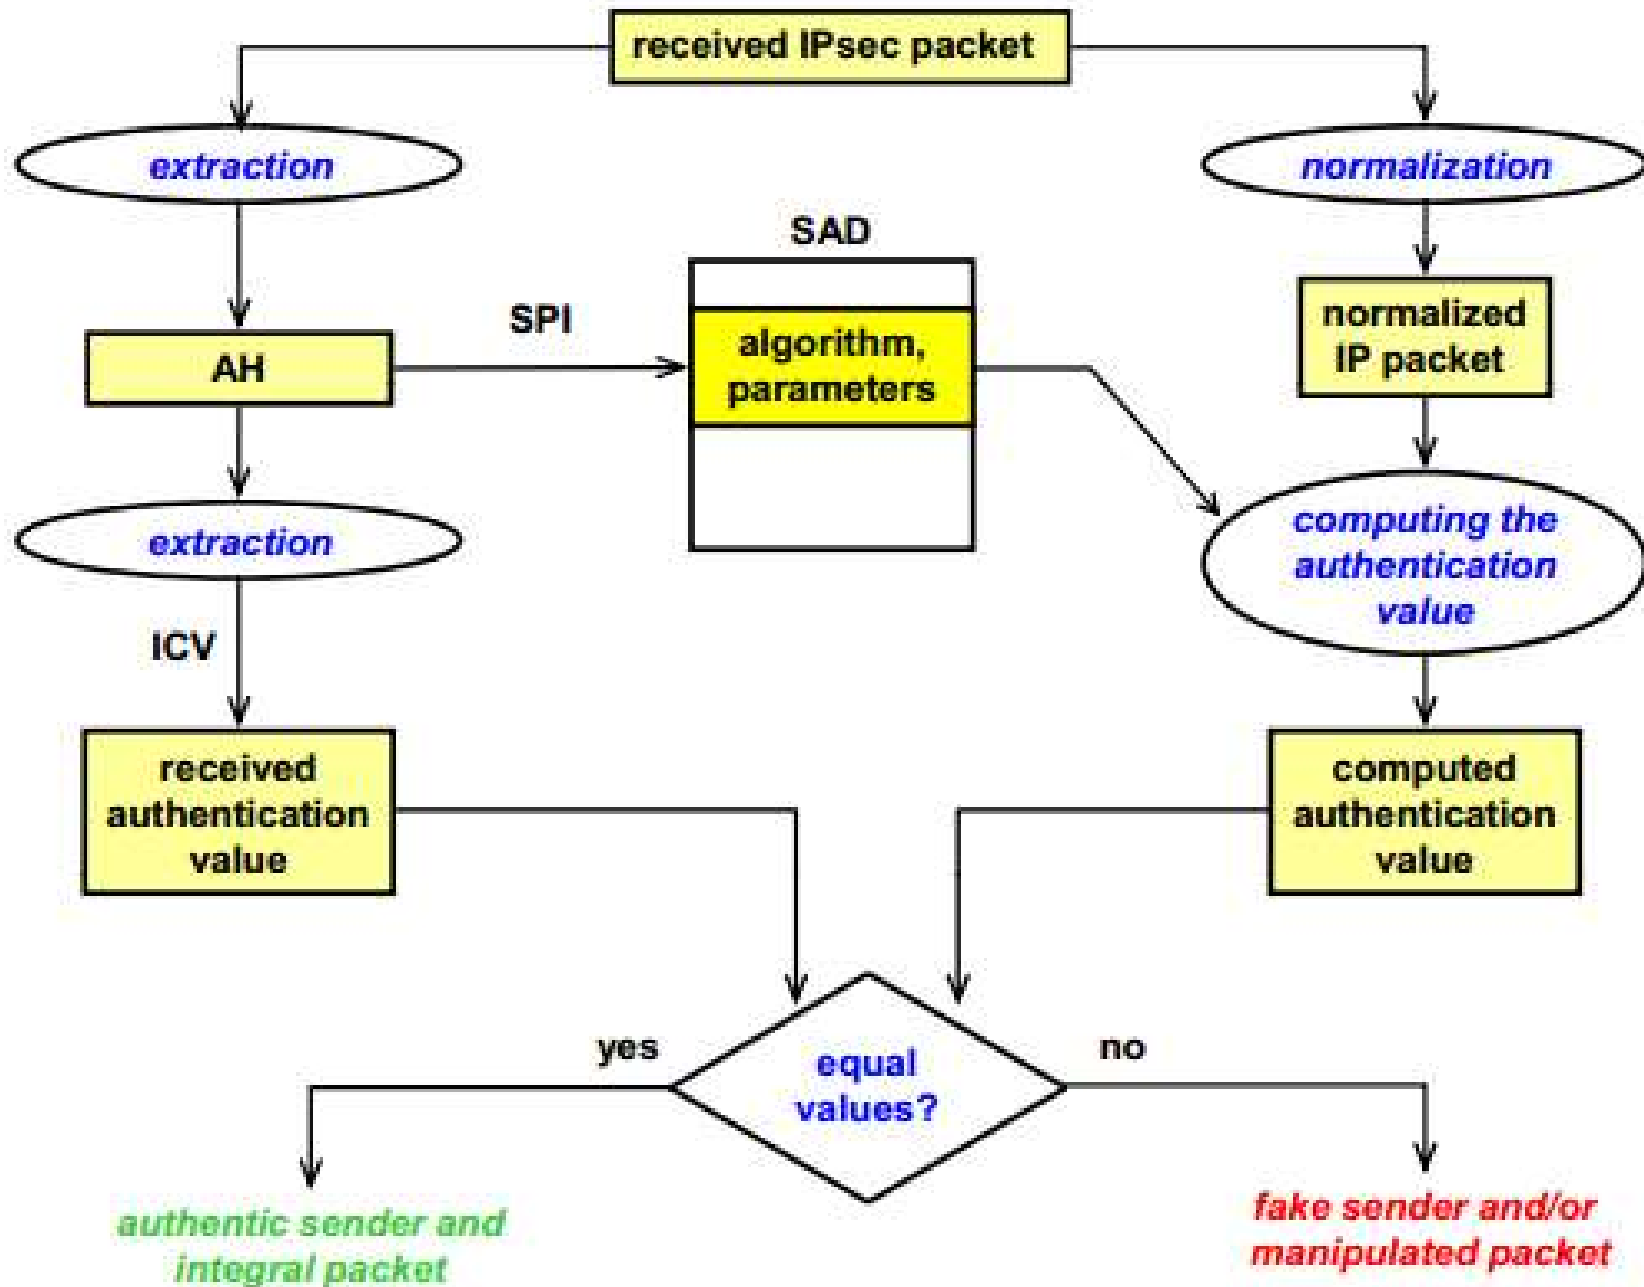 received IPsec packet
extraction
normalization
SAD
SPI
AH
algorithm,
parameters
normalized
IP packet
extraction
computing the
authentication
value
ICV
received
authentication
value
computed
authentication
value
equal
values?
yes
no
authentic sender and
integral packet
fake sender and/or
manipulated packet